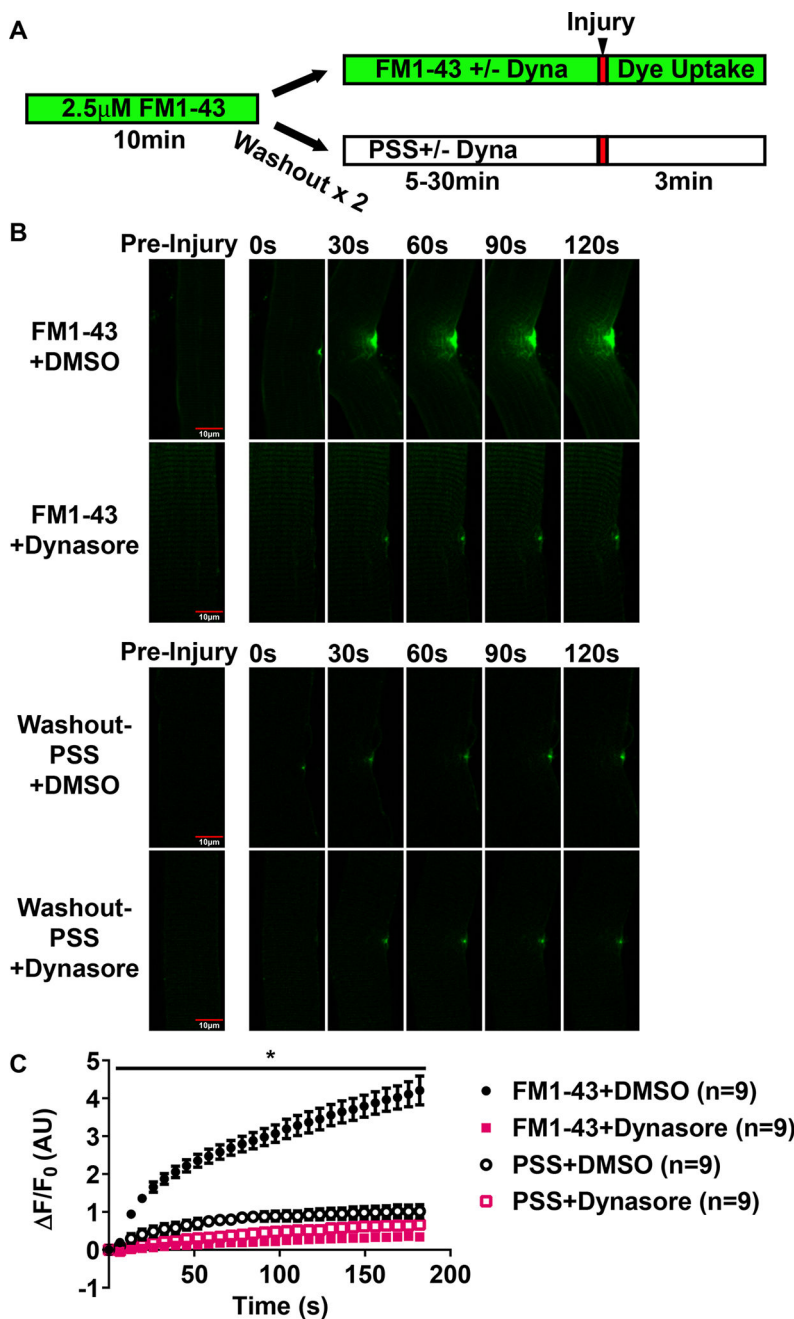 A
Injury
FM1-43 +/- Dyna
Dye Uptake
2.5μM FM1-43
10min
Washout x 2
PSS+/- Dyna
5-30min
3min
B
Pre-Injury 0s 30s 60s 90s 120s
FM1-43
+DMSO
10μm
FM1-43
+Dynasore
10μm
Pre-Injury 0s 30s 60s 90s 120s
Washout-
PSS
+DMSO
10μm
Washout-
PSS
+Dynasore
10μm
C
*
5
4
3
2
1
0
-1
ΔF/F0 (AU)
50 100 150 200
Time (s)
FM1-43+DMSO (n=9)
FM1-43+Dynasore (n=9)
PSS+DMSO (n=9)
PSS+Dynasore (n=9)